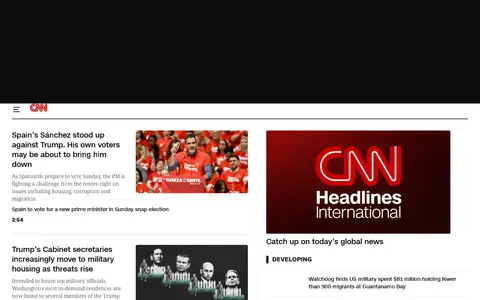 CNN
Spain's Sánchez stood up
against Trump. His own voters
may be about to bring him
down
As Spaniards prepare to vote Sunday, the PM is
fighting a challenge from the center-right on
issues including housing, corruption and
migration
Spain to vote for a new prime minister in Sunday snap election
2:54
Trump's Cabinet secretaries
increasingly move to military
housing as threats rise
Intended to house top military officials,
Washington's most in-demand residences are
now home to several members of the Trump
CNN
Headlines
International
Catch up on today's global news
DEVELOPING
Watchdog finds US military spent $81 million holding fewer
than 900 migrants at Guantanamo Bay